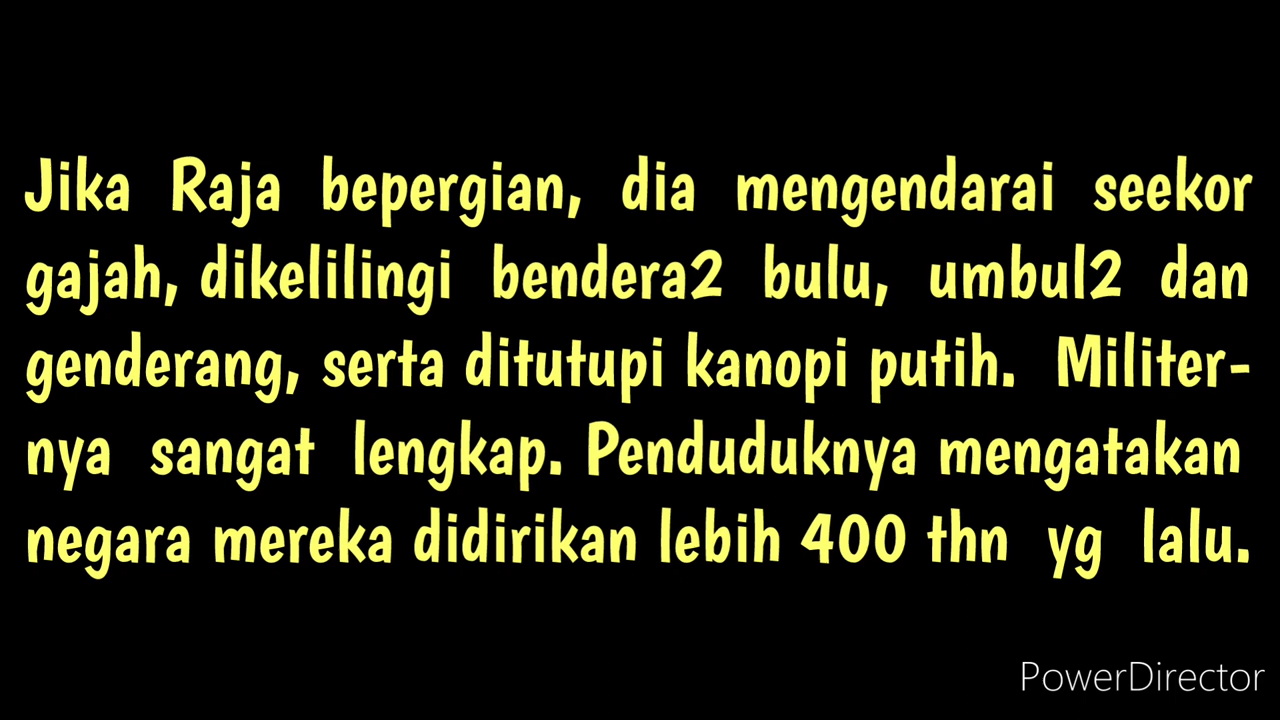 Jika Raja bepergian, dia mengendarai seekor
gajah, dikelilingi bendera2 bulu, umbul2 dan
genderang, serta ditutupi kanopi putih. Militer-
nya sangat lengkap. Penduduknya mengatakan
negara mereka didirikan lebih 400 thn yg lalu.
PowerDirector